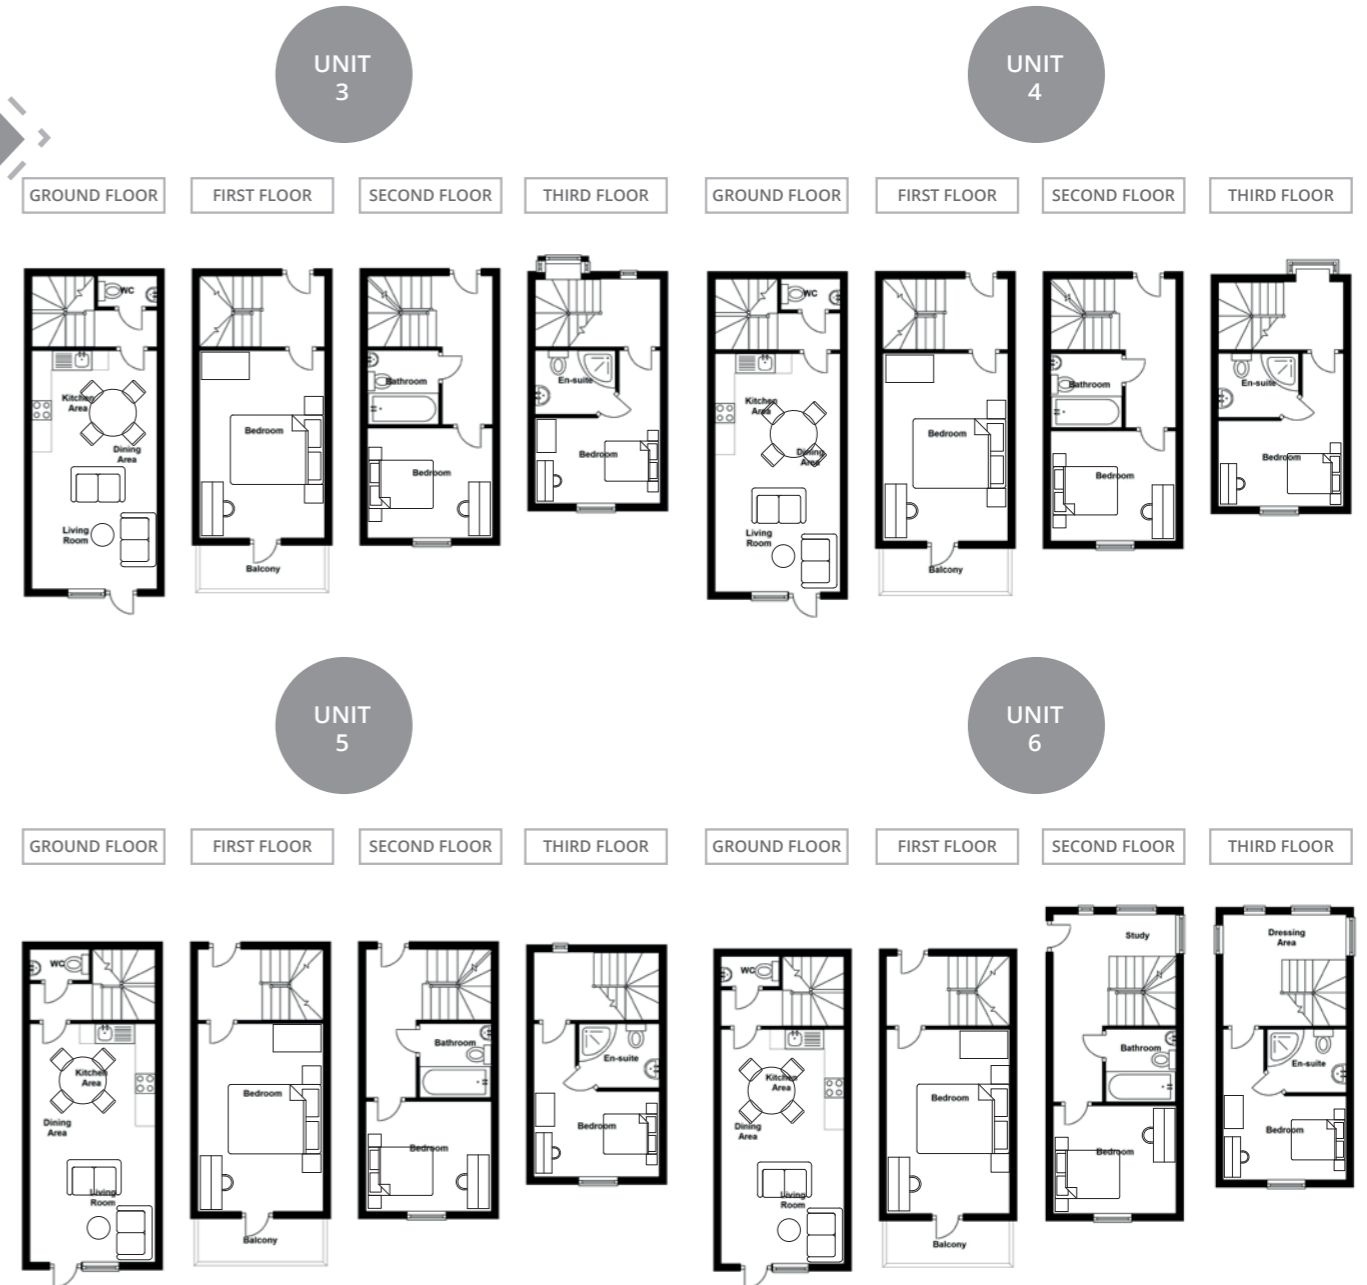 UNIT
3
UNIT
4
GROUND FLOOR
FIRST FLOOR
SECOND FLOOR
THIRD FLOOR
GROUND FLOOR
FIRST FLOOR
SECOND FLOOR
THIRD FLOOR
WC
Kitchen
Area
Dining
Area
Living
Room
Bedroom
Balcony
Bathroom
Bedroom
En-suite
Bedroom
WC
Kitchen
Area
Dining
Area
Living
Room
Bedroom
Balcony
Bathroom
Bedroom
En-suite
Bedroom
UNIT
5
UNIT
6
GROUND FLOOR
FIRST FLOOR
SECOND FLOOR
THIRD FLOOR
GROUND FLOOR
FIRST FLOOR
SECOND FLOOR
THIRD FLOOR
WC
Kitchen
Area
Dining
Area
Living
Room
Bedroom
Balcony
Bathroom
Bedroom
En-suite
Bedroom
WC
Kitchen
Area
Dining
Area
Living
Room
Bedroom
Balcony
Study
Bathroom
Bedroom
Dressing
Area
En-suite
Bedroom